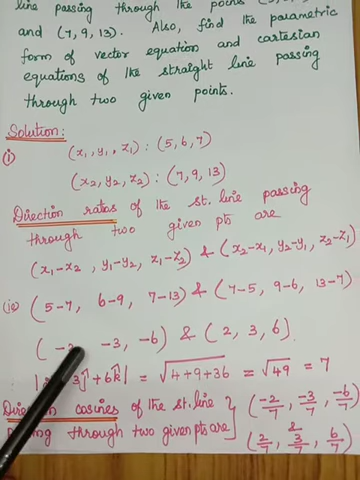 line passing through the points
and (7, 9, 13). Also, find the parametric
form of vector equation and cartesian
equations of the straight line passing
through two given points.
Solution:
(i)
(x₁, y₁, z₁) : (5, 6, 7)
(x₂, y₂, z₂) : (7, 9, 13)
Direction ratios of the st. line passing
through two given pts are
(x₁-x₂, y₁-y₂, z₁-z₂) & (x₂-x₁, y₂-y₁, z₂-z₁)
(ie) (5-7, 6-9, 7-13) & (7-5, 9-6, 13-7)
(-2, -3, -6) & (2, 3, 6)
3ĵ + 6k̂| = √4+9+36 = √49 = 7
Direction cosines of the st. line } (-2/7, -3/7, -6/7)
through two given pts are &
(2/7, 3/7, 6/7)